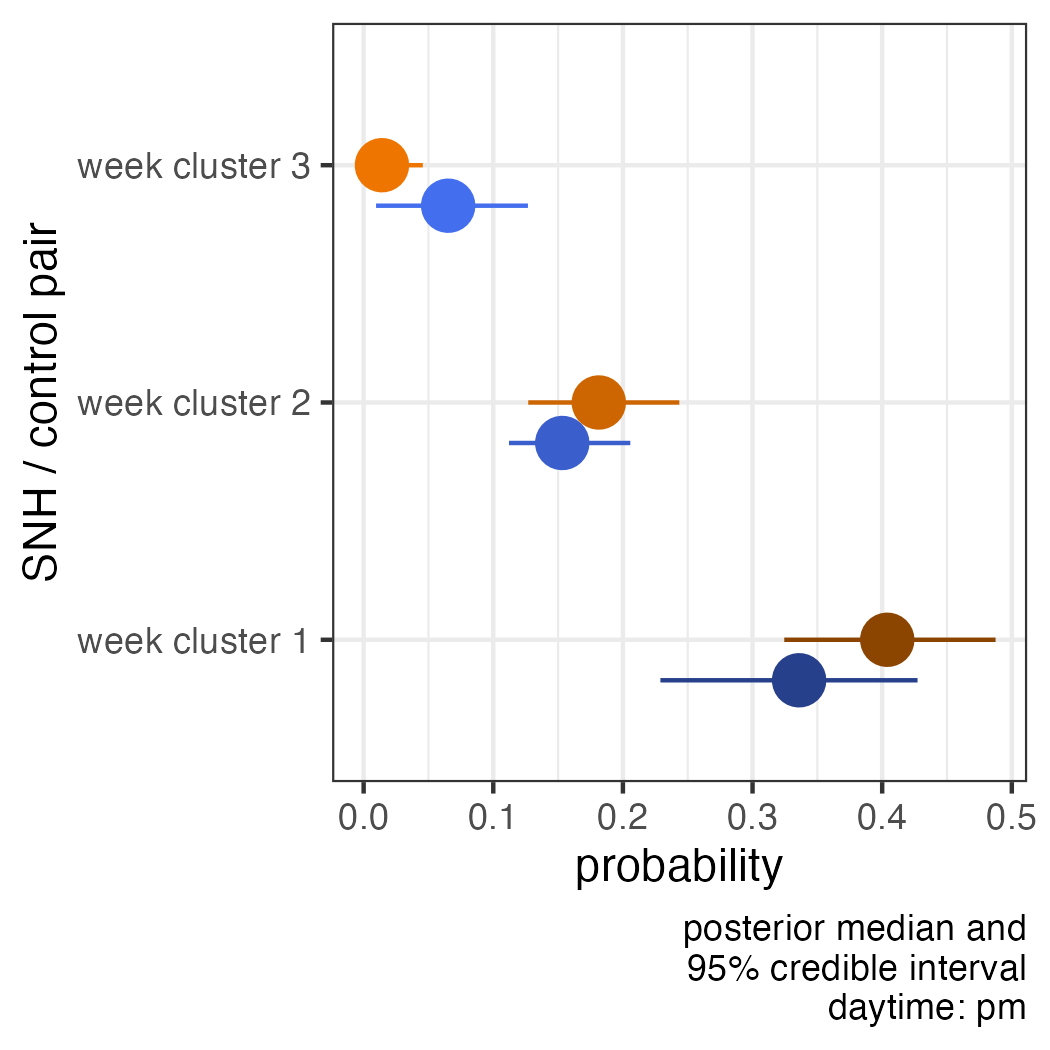 SNH / control pair
week cluster 3
week cluster 2
week cluster 1
0.0 0.1 0.2 0.3 0.4 0.5
probability
posterior median and
95% credible interval
daytime: pm